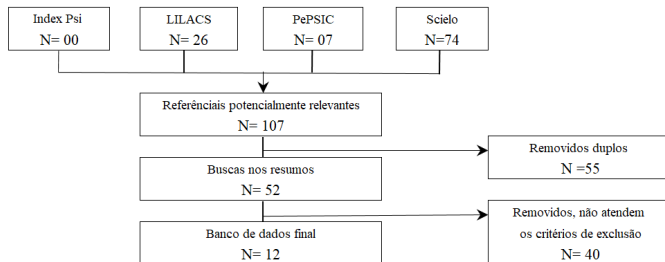 Index Psi
N= 00
LILACS
N= 26
PePSIC
N= 07
Scielo
N=74
Referênciais potencialmente relevantes
N= 107
Removidos duplos
N =55
Buscas nos resumos
N= 52
Removidos, não atendem
os critérios de exclusão
N= 40
Banco de dados final
N= 12